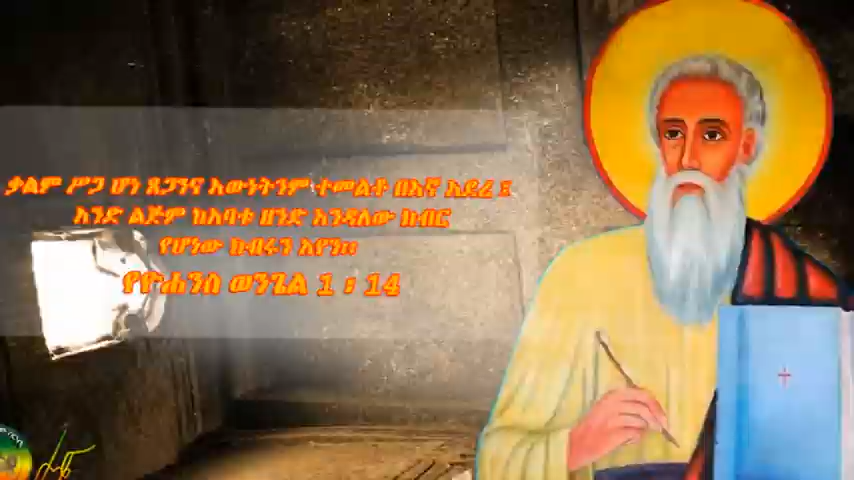 ቃልም ሥጋ ሆነ ጸጋንና እውነትንም ተመልቶ በእኛ አደረ ፤
አንድ ልጅም ከአባቱ ዘንድ እንዳለው ክብር
የሆነው ክብሩን አየን።
የዮሐንስ ወንጌል 1 ፡ 14